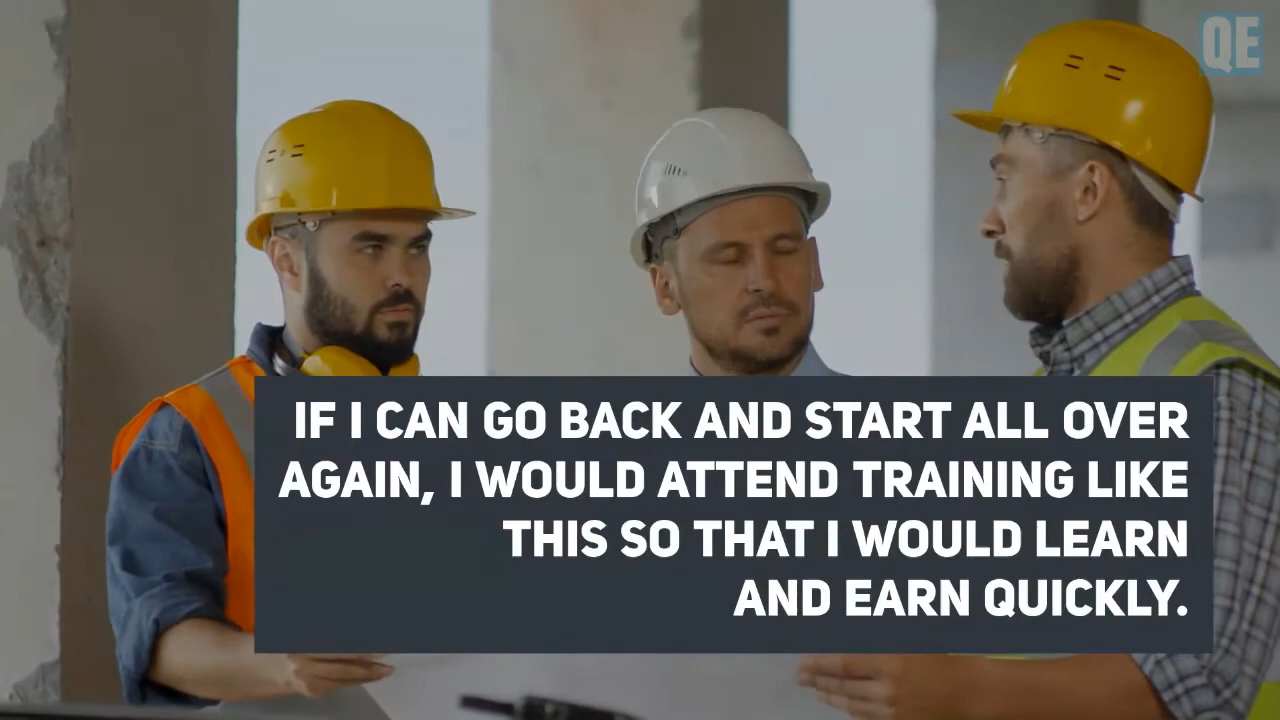 QE
IF I CAN GO BACK AND START ALL OVER
AGAIN, I WOULD ATTEND TRAINING LIKE
THIS SO THAT I WOULD LEARN
AND EARN QUICKLY.